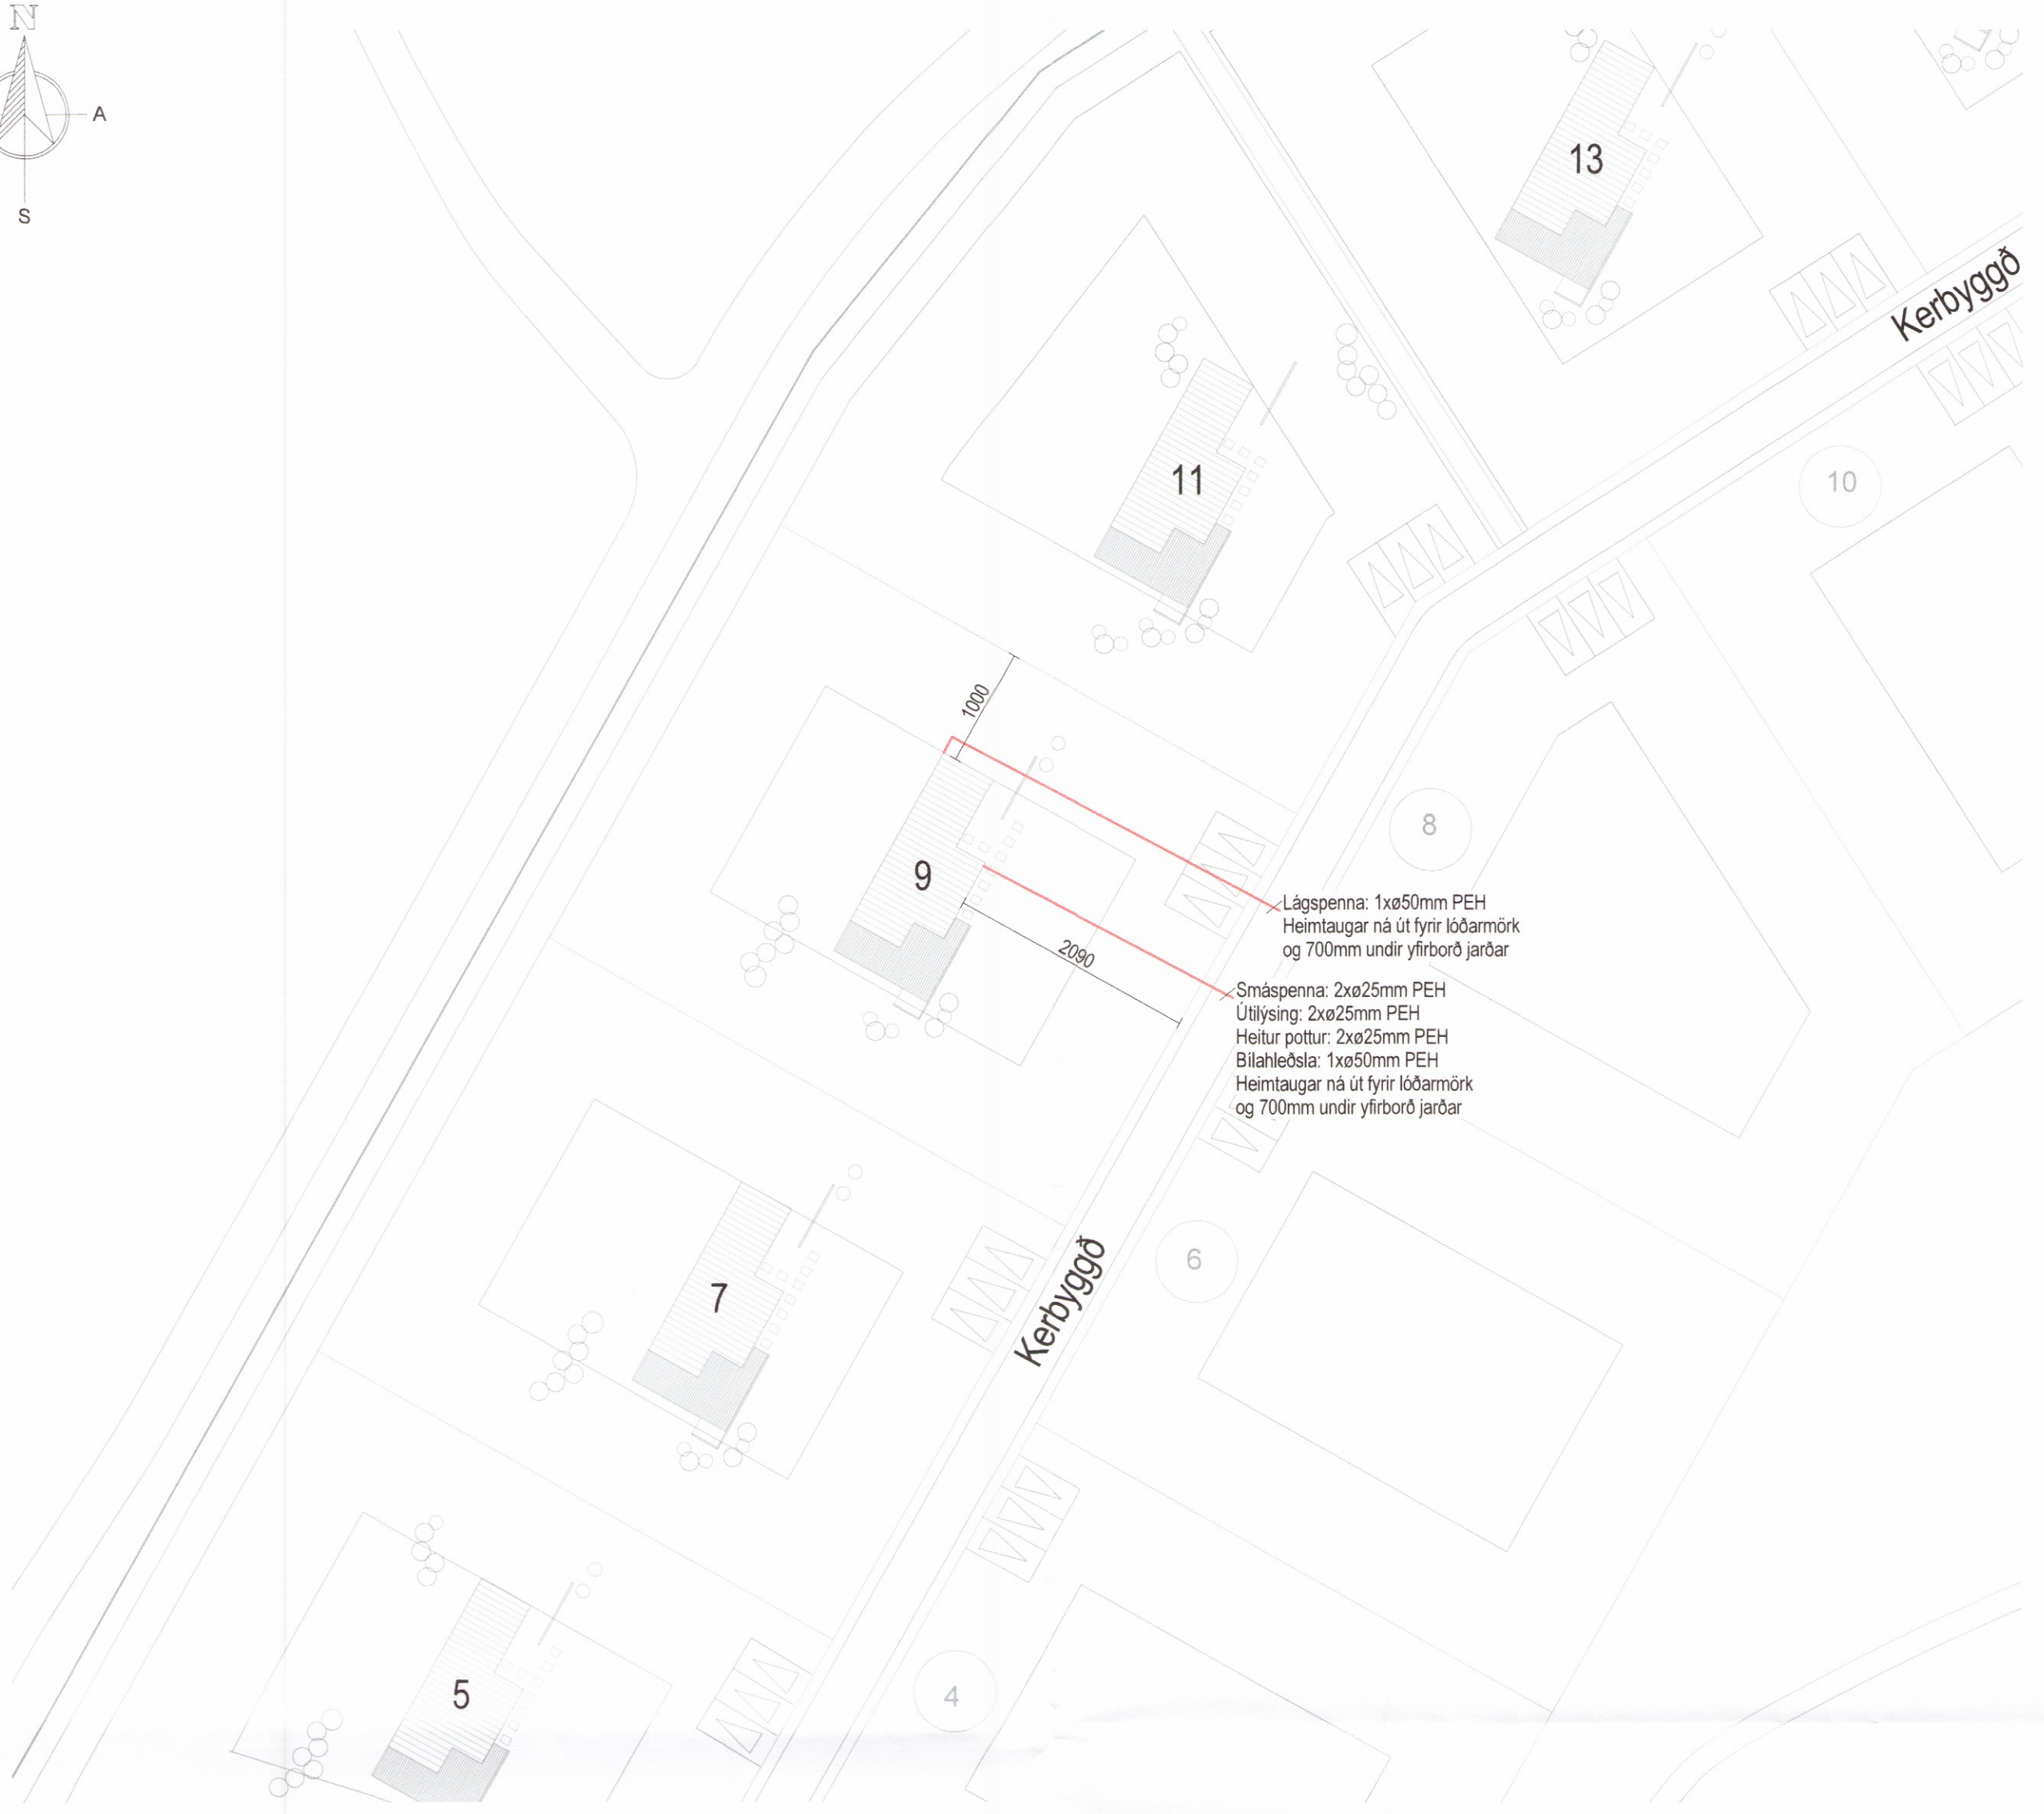 N
A
S
13
Kerbyggð
11
10
1000
9
8
Lágspenna: 1xø50mm PEH
Heimtaugar ná út fyrir lóðarmörk
og 700mm undir yfirborð jarðar
2090
Smáspenna: 2xø25mm PEH
Útilýsing: 2xø25mm PEH
Heitur pottur: 2xø25mm PEH
Bílahleðsla: 1xø50mm PEH
Heimtaugar ná út fyrir lóðarmörk
og 700mm undir yfirborð jarðar
7
Kerbyggð
6
5
4